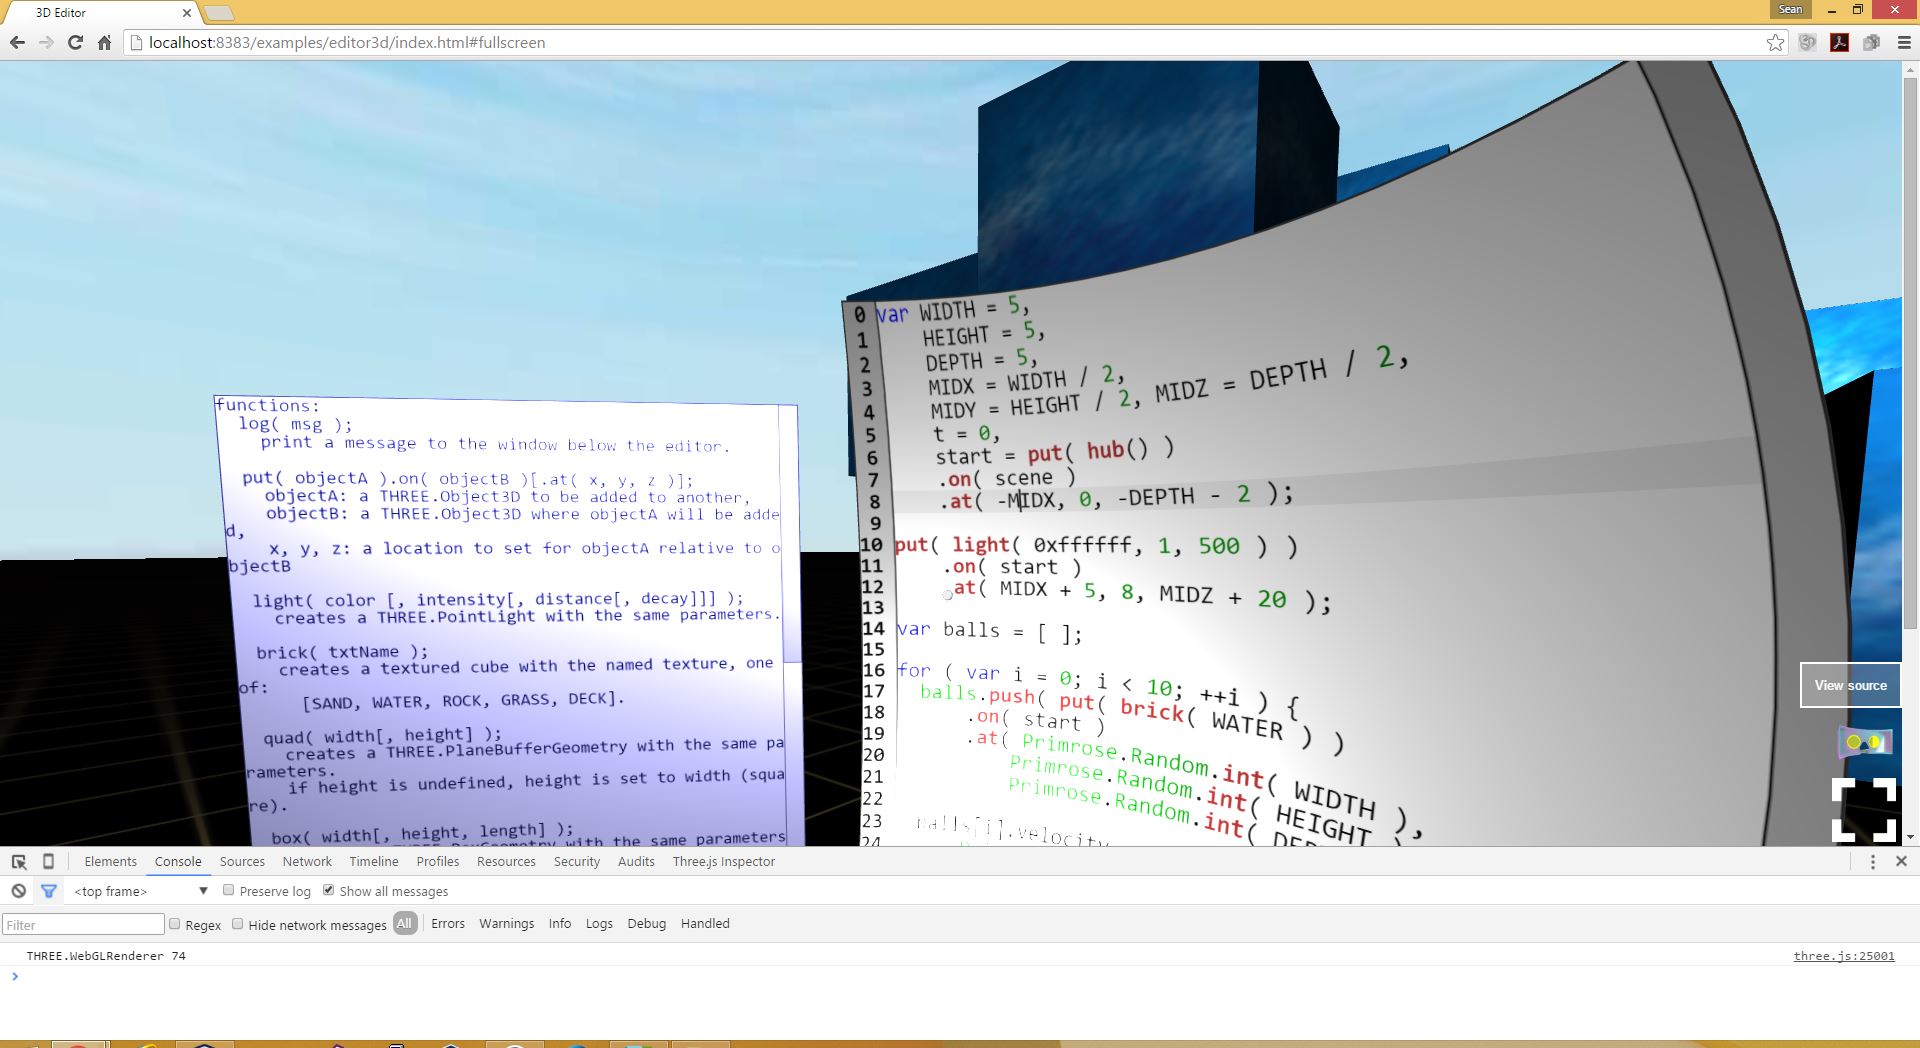 3D Editor
Sean
localhost:8383/examples/editor3d/index.html#fullscreen
functions:
log( msg );
print a message to the window below the editor.
put( objectA ).on( objectB )[.at( x, y, z )];
objectA: a THREE.Object3D to be added to another,
objectB: a THREE.Object3D where objectA will be adde
d,
x, y, z: a location to set for objectA relative to o
bjectB
light( color [, intensity[, distance[, decay]]] );
creates a THREE.PointLight with the same parameters.
brick( txtName );
creates a textured cube with the named texture, one
of:
[SAND, WATER, ROCK, GRASS, DECK].
quad( width[, height] );
creates a THREE.PlaneBufferGeometry with the same pa
rameters.
if height is undefined, height is set to width (squa
re).
box( width[, height, length] );
with the same parameters
0 var WIDTH = 5,
1 HEIGHT = 5,
2 DEPTH = 5,
3 MIDX = WIDTH / 2,
4 MIDY = HEIGHT / 2, MIDZ = DEPTH / 2,
5 t = 0,
6 start = put( hub() )
7 .on( scene )
8 .at( -MIDX, 0, -DEPTH - 2 );
9
10 put( light( 0xffffff, 1, 500 ) )
11 .on( start )
12 .at( MIDX + 5, 8, MIDZ + 20 );
13
14 var balls = [ ];
15
16 for ( var i = 0; i < 10; ++i ) {
17 balls.push( put( brick( WATER ) )
18 .on( start )
19 .at( Primrose.Random.int( WIDTH ),
20 Primrose.Random.int( HEIGHT ),
21 Primrose.Random.int(
22
23 balls[i].velocity
24
View source
Elements Console Sources Network Timeline Profiles Resources Security Audits Three.js Inspector
<top frame> Preserve log Show all messages
Filter Regex Hide network messages All Errors Warnings Info Logs Debug Handled
THREE.WebGLRenderer 74 three.js:25001